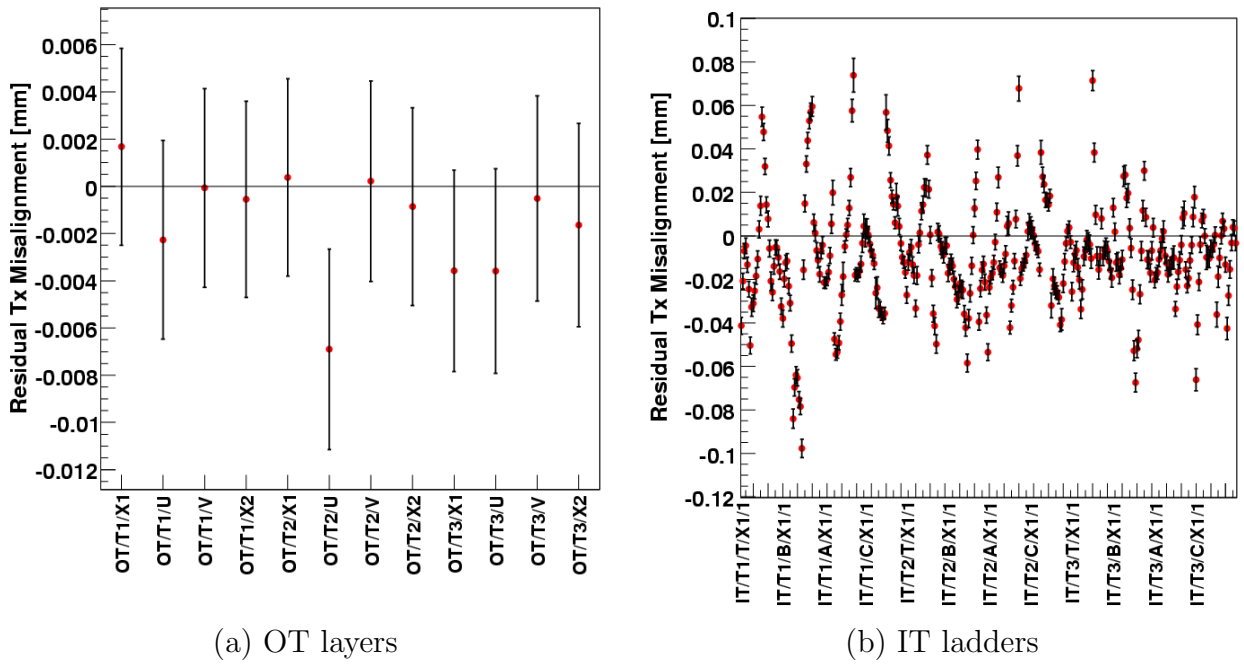 Residual Tx Misalignment [mm]
0.006
0.004
0.002
0
-0.002
-0.004
-0.006
-0.008
-0.01
-0.012
OT/T1/X1
OT/T1/U
OT/T1/V
OT/T1/X2
OT/T2/X1
OT/T2/U
OT/T2/V
OT/T2/X2
OT/T3/X1
OT/T3/U
OT/T3/V
OT/T3/X2
(a) OT layers
Residual Tx Misalignment [mm]
0.1
0.08
0.06
0.04
0.02
0
-0.02
-0.04
-0.06
-0.08
-0.1
-0.12
IT/T1/T/X1/1
IT/T1/B/X1/1
IT/T1/A/X1/1
IT/T1/C/X1/1
IT/T2/T/X1/1
IT/T2/B/X1/1
IT/T2/A/X1/1
IT/T2/C/X1/1
IT/T3/T/X1/1
IT/T3/B/X1/1
IT/T3/A/X1/1
IT/T3/C/X1/1
(b) IT ladders